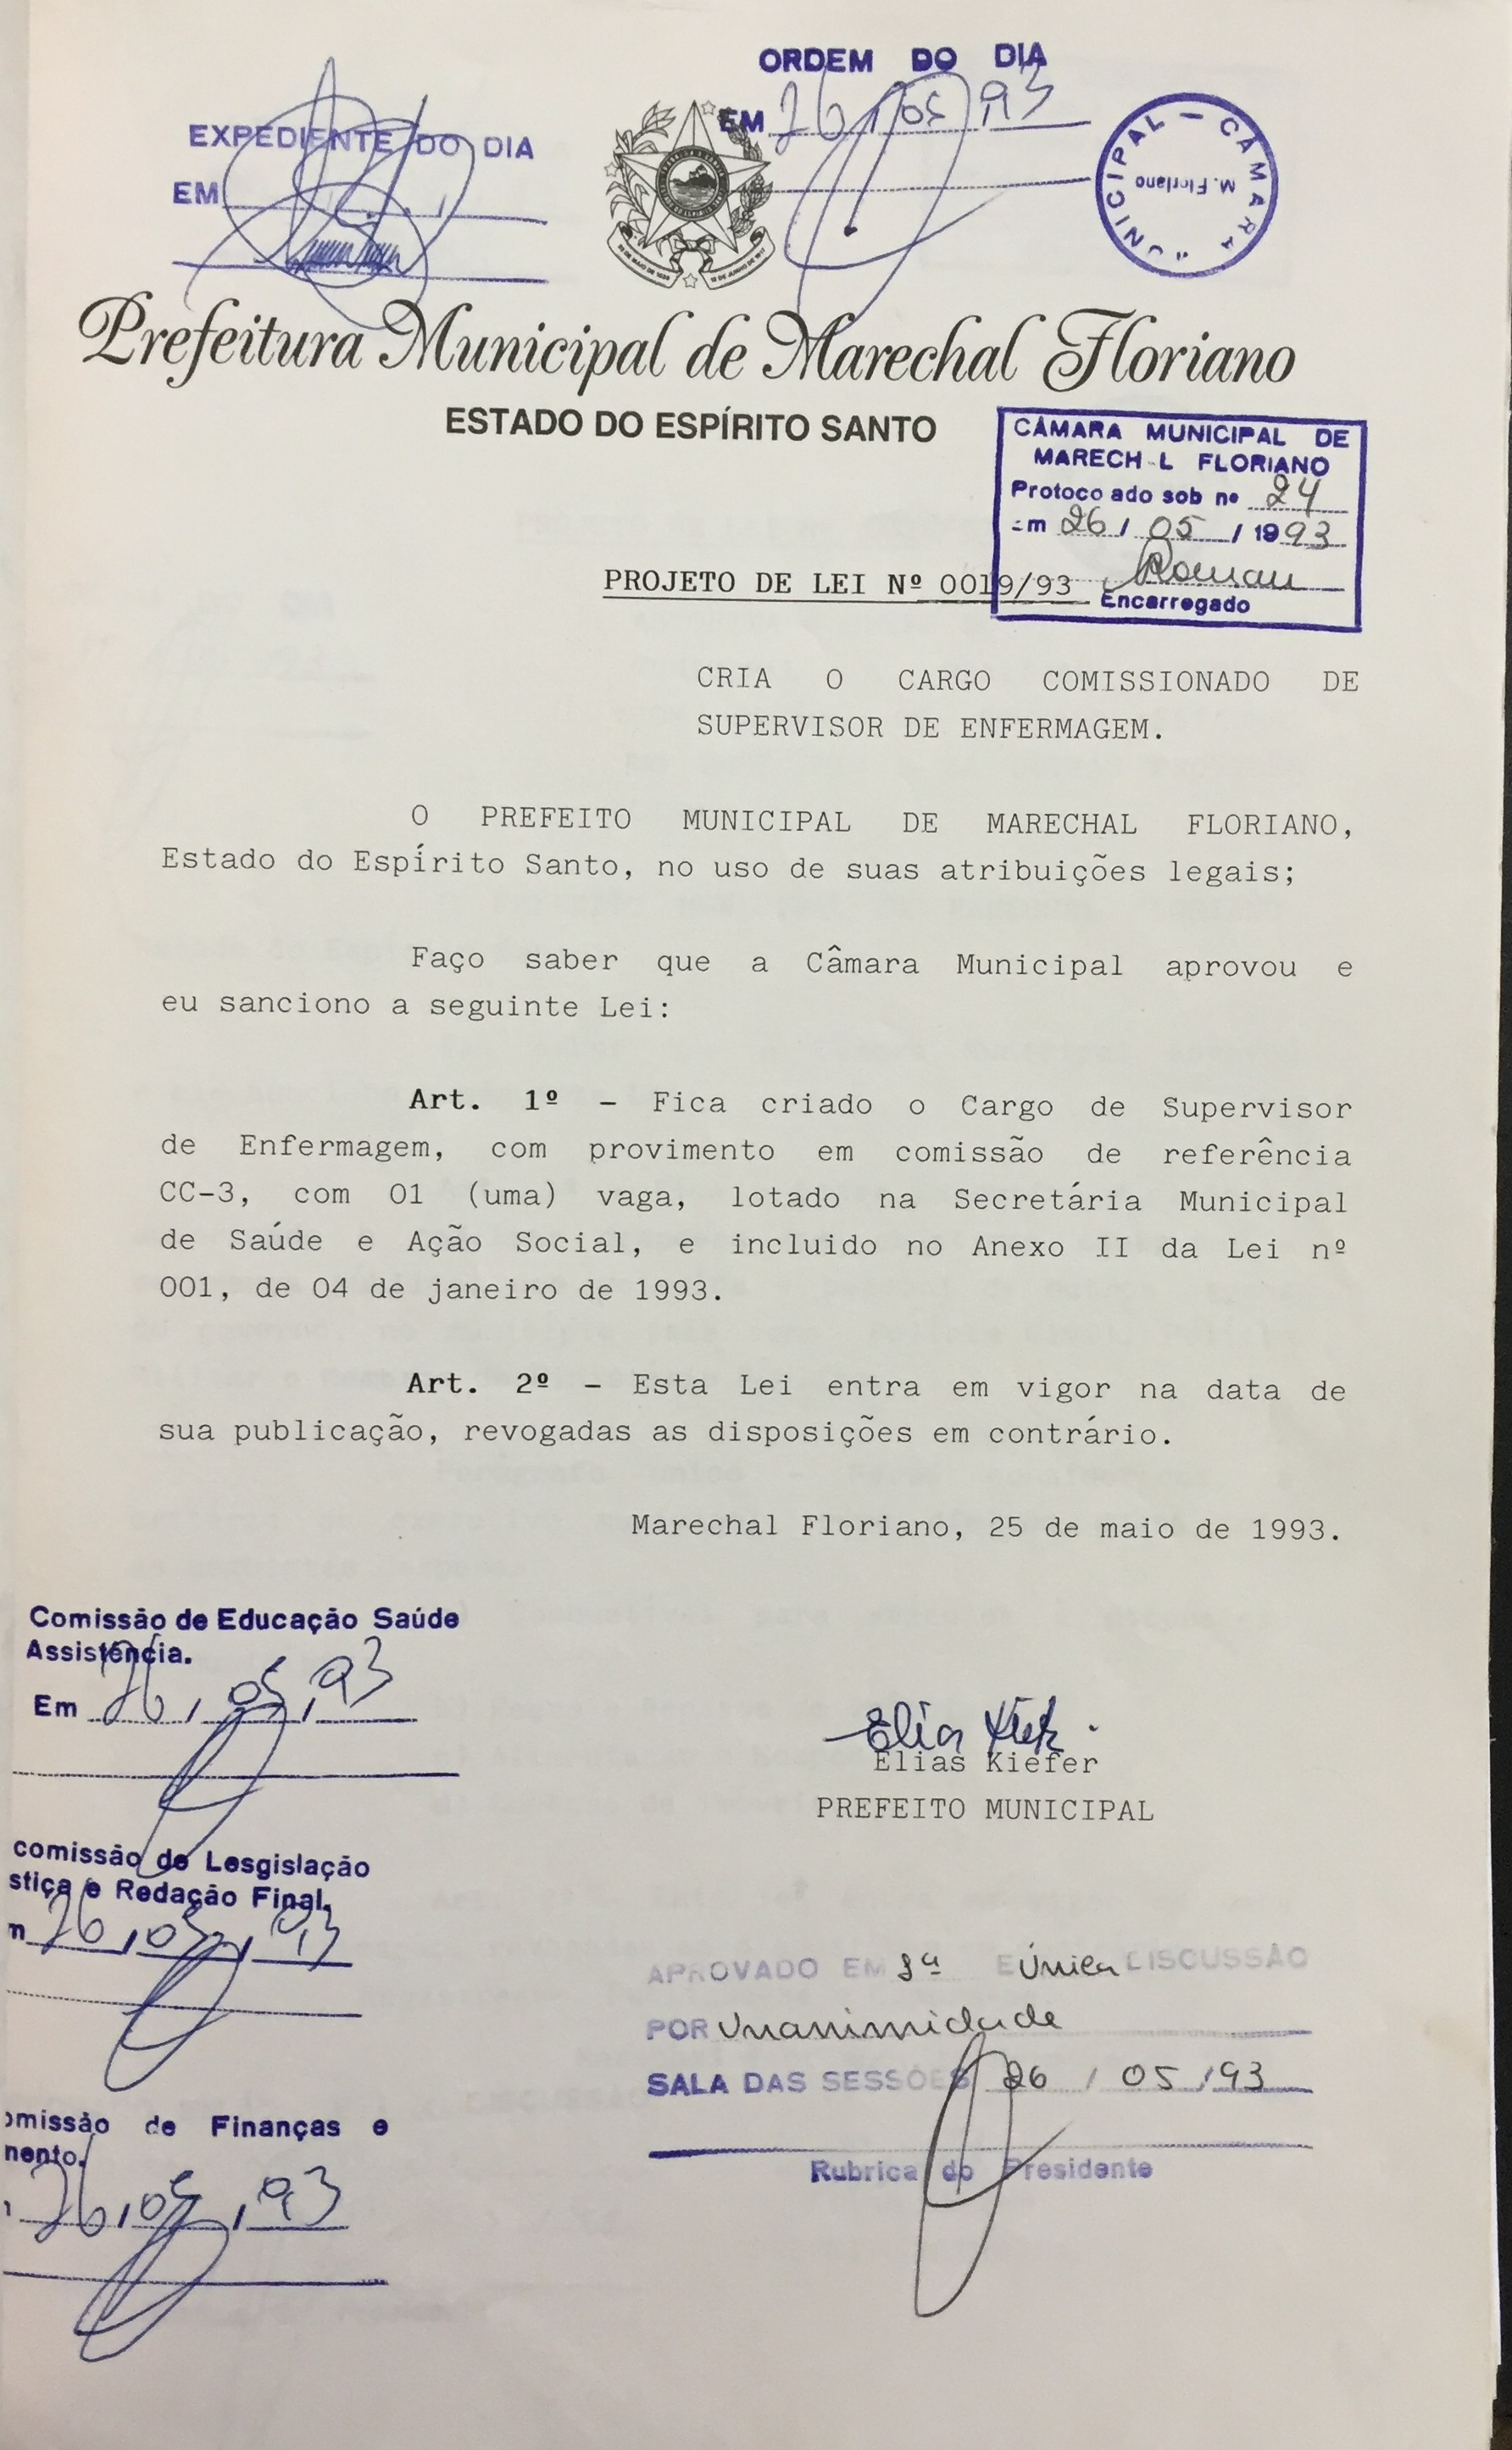 ORDEM DO DIA
EM 26/05/93
EXPEDIENTE DO DIA
EM
CÂMARA MUNICIPAL
M. Floriano
Prefeitura Municipal de Marechal Floriano
ESTADO DO ESPÍRITO SANTO
CÂMARA MUNICIPAL DE
MARECH L FLORIANO
Protoco ado sob nº 24
Em 26 / 05 / 1993
Encarregado
PROJETO DE LEI Nº 0019/93
CRIA O CARGO COMISSIONADO DE
SUPERVISOR DE ENFERMAGEM.
O PREFEITO MUNICIPAL DE MARECHAL FLORIANO,
Estado do Espírito Santo, no uso de suas atribuições legais;
Faço saber que a Câmara Municipal aprovou e
eu sanciono a seguinte Lei:
Art. 1º - Fica criado o Cargo de Supervisor
de Enfermagem, com provimento em comissão de referência
CC-3, com 01 (uma) vaga, lotado na Secretária Municipal
de Saúde e Ação Social, e incluido no Anexo II da Lei nº
001, de 04 de janeiro de 1993.
Art. 2º - Esta Lei entra em vigor na data de
sua publicação, revogadas as disposições em contrário.
Marechal Floriano, 25 de maio de 1993.
Comissão de Educação Saúde
Assistência.
Em 26/05/93
Elias Kiefer
Elias Kiefer
PREFEITO MUNICIPAL
comissão de Lesgislação
stiça e Redação Final.
m 26/05/93
omissão de Finanças e
mento.
26/05/93
APROVADO EM 1ª E Única DISCUSSÃO
POR Unanimidade
SALA DAS SESSÕES 26 / 05 /93
Rubrica do Presidente